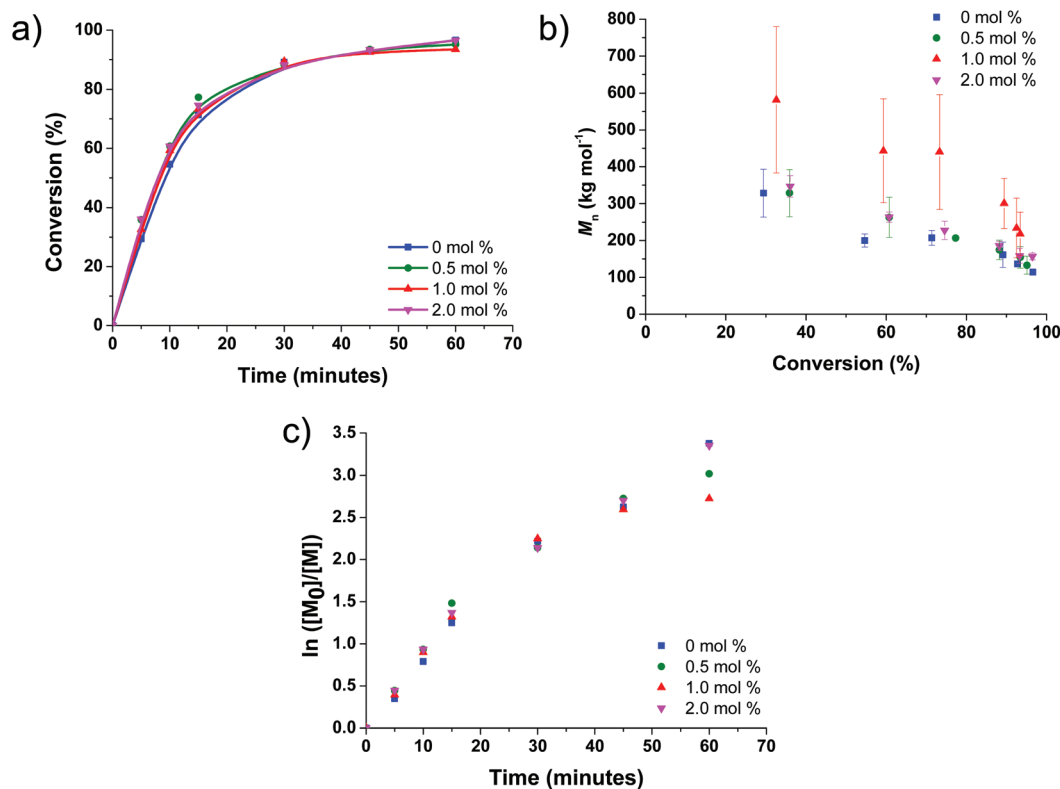 a)
Conversion (%)
100
80
60
40
20
0
0 10 20 30 40 50 60 70
Time (minutes)
0 mol %
0.5 mol %
1.0 mol %
2.0 mol %
b)
Mn (kg mol-1)
800
700
600
500
400
300
200
100
0
0 20 40 60 80 100
Conversion (%)
0 mol %
0.5 mol %
1.0 mol %
2.0 mol %
c)
ln ([M0]/[M])
3.5
3.0
2.5
2.0
1.5
1.0
0.5
0.0
0 10 20 30 40 50 60 70
Time (minutes)
0 mol %
0.5 mol %
1.0 mol %
2.0 mol %